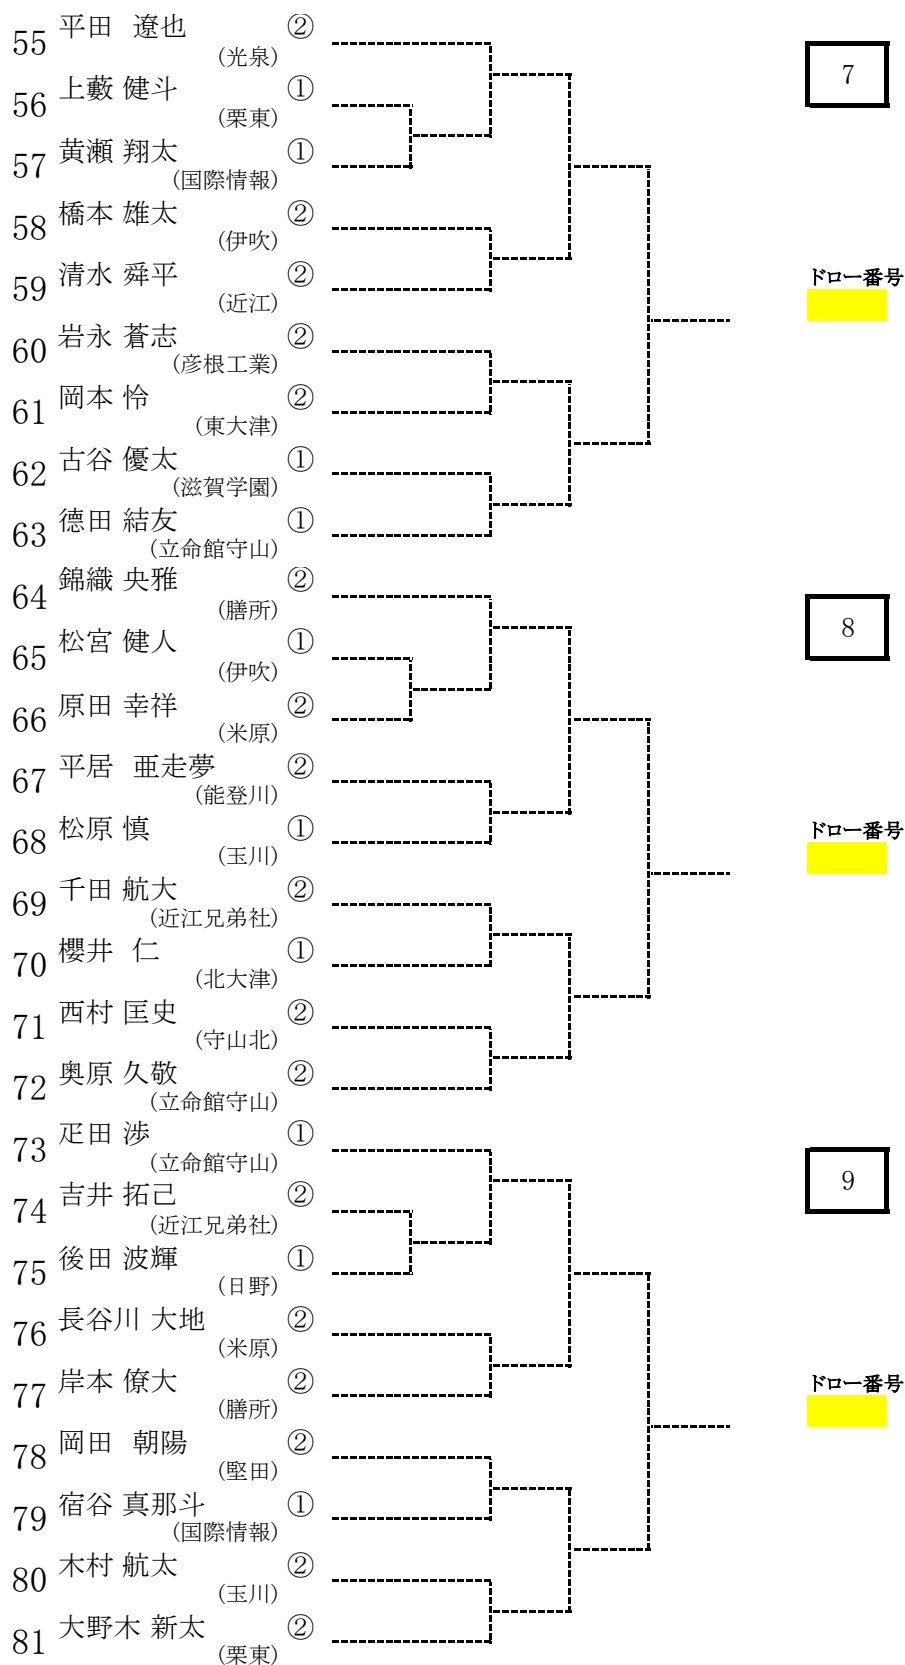 55 平田 遼也 ②
(光泉)
7
56 上藪 健斗 ①
(栗東)
57 黄瀬 翔太 ①
(国際情報)
58 橋本 雄太 ②
(伊吹)
59 清水 舜平 ②
(近江)
ドロー番号
60 岩永 蒼志 ②
(彦根工業)
61 岡本 怜 ②
(東大津)
62 古谷 優太 ①
(滋賀学園)
63 德田 結友 ①
(立命館守山)
64 錦織 央雅 ②
(膳所)
8
65 松宮 健人 ①
(伊吹)
66 原田 幸祥 ②
(米原)
67 平居 亜走夢 ②
(能登川)
68 松原 慎 ①
(玉川)
ドロー番号
69 千田 航大 ②
(近江兄弟社)
70 櫻井 仁 ①
(北大津)
71 西村 匡史 ②
(守山北)
72 奥原 久敬 ②
(立命館守山)
73 疋田 渉 ①
(立命館守山)
9
74 吉井 拓己 ②
(近江兄弟社)
75 後田 波輝 ①
(日野)
76 長谷川 大地 ②
(米原)
77 岸本 僚大 ②
(膳所)
ドロー番号
78 岡田 朝陽 ②
(堅田)
79 宿谷 真那斗 ①
(国際情報)
80 木村 航太 ②
(玉川)
81 大野木 新太 ②
(栗東)